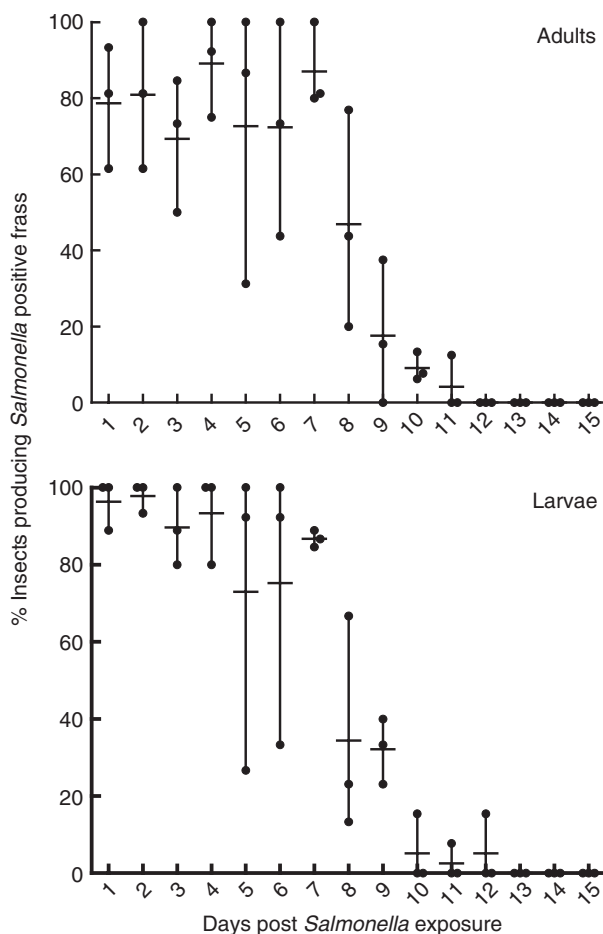 % Insects producing Salmonella positive frass
Adults
100
80
60
40
20
0
1 2 3 4 5 6 7 8 9 10 11 12 13 14 15
Larvae
100
80
60
40
20
0
1 2 3 4 5 6 7 8 9 10 11 12 13 14 15
Days post Salmonella exposure